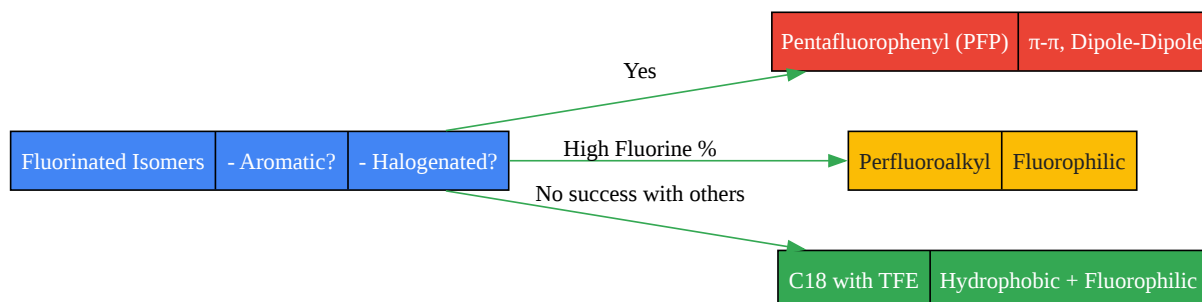 Pentafluorophenyl (PFP)
π-π, Dipole-Dipole
Yes
Fluorinated Isomers
- Aromatic?
- Halogenated?
High Fluorine %
Perfluoroalkyl
Fluorophilic
No success with others
C18 with TFE
Hydrophobic + Fluorophilic